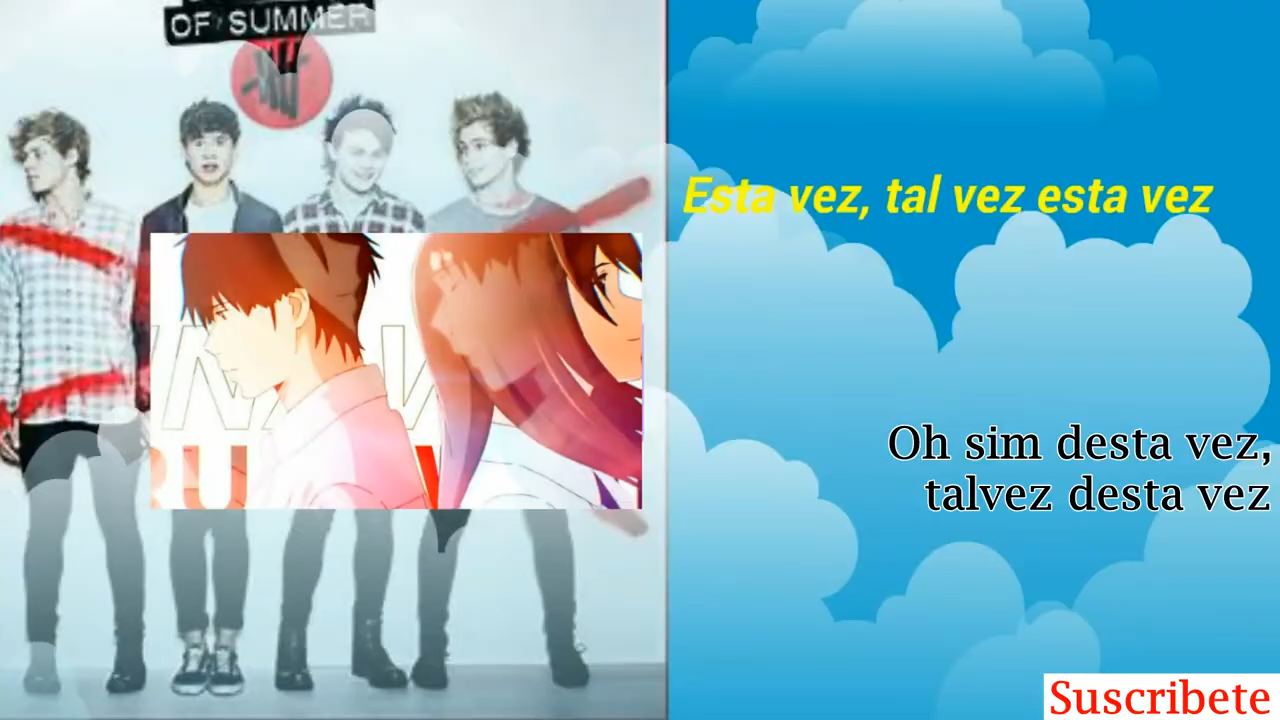 OF SUMMER
Esta vez, tal vez esta vez
Oh sim desta vez,
talvez desta vez
Suscribete